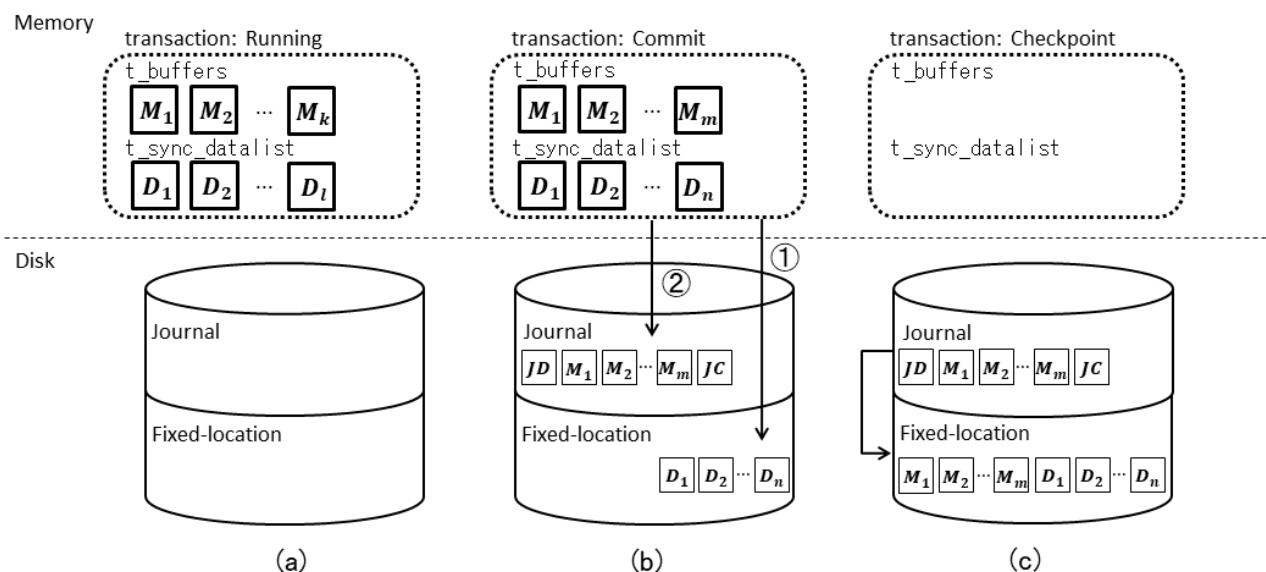 Memory
transaction: Running
t_buffers
M1 M2 ... Mk
t_sync_datalist
D1 D2 ... Dl
transaction: Commit
t_buffers
M1 M2 ... Mm
t_sync_datalist
D1 D2 ... Dn
transaction: Checkpoint
t_buffers
t_sync_datalist
Disk
Journal
Fixed-location
(a)
①
②
Journal
JD M1 M2 ... Mm JC
Fixed-location
D1 D2 ... Dn
(b)
Journal
JD M1 M2 ... Mm JC
Fixed-location
M1 M2 ... Mm D1 D2 ... Dn
(c)